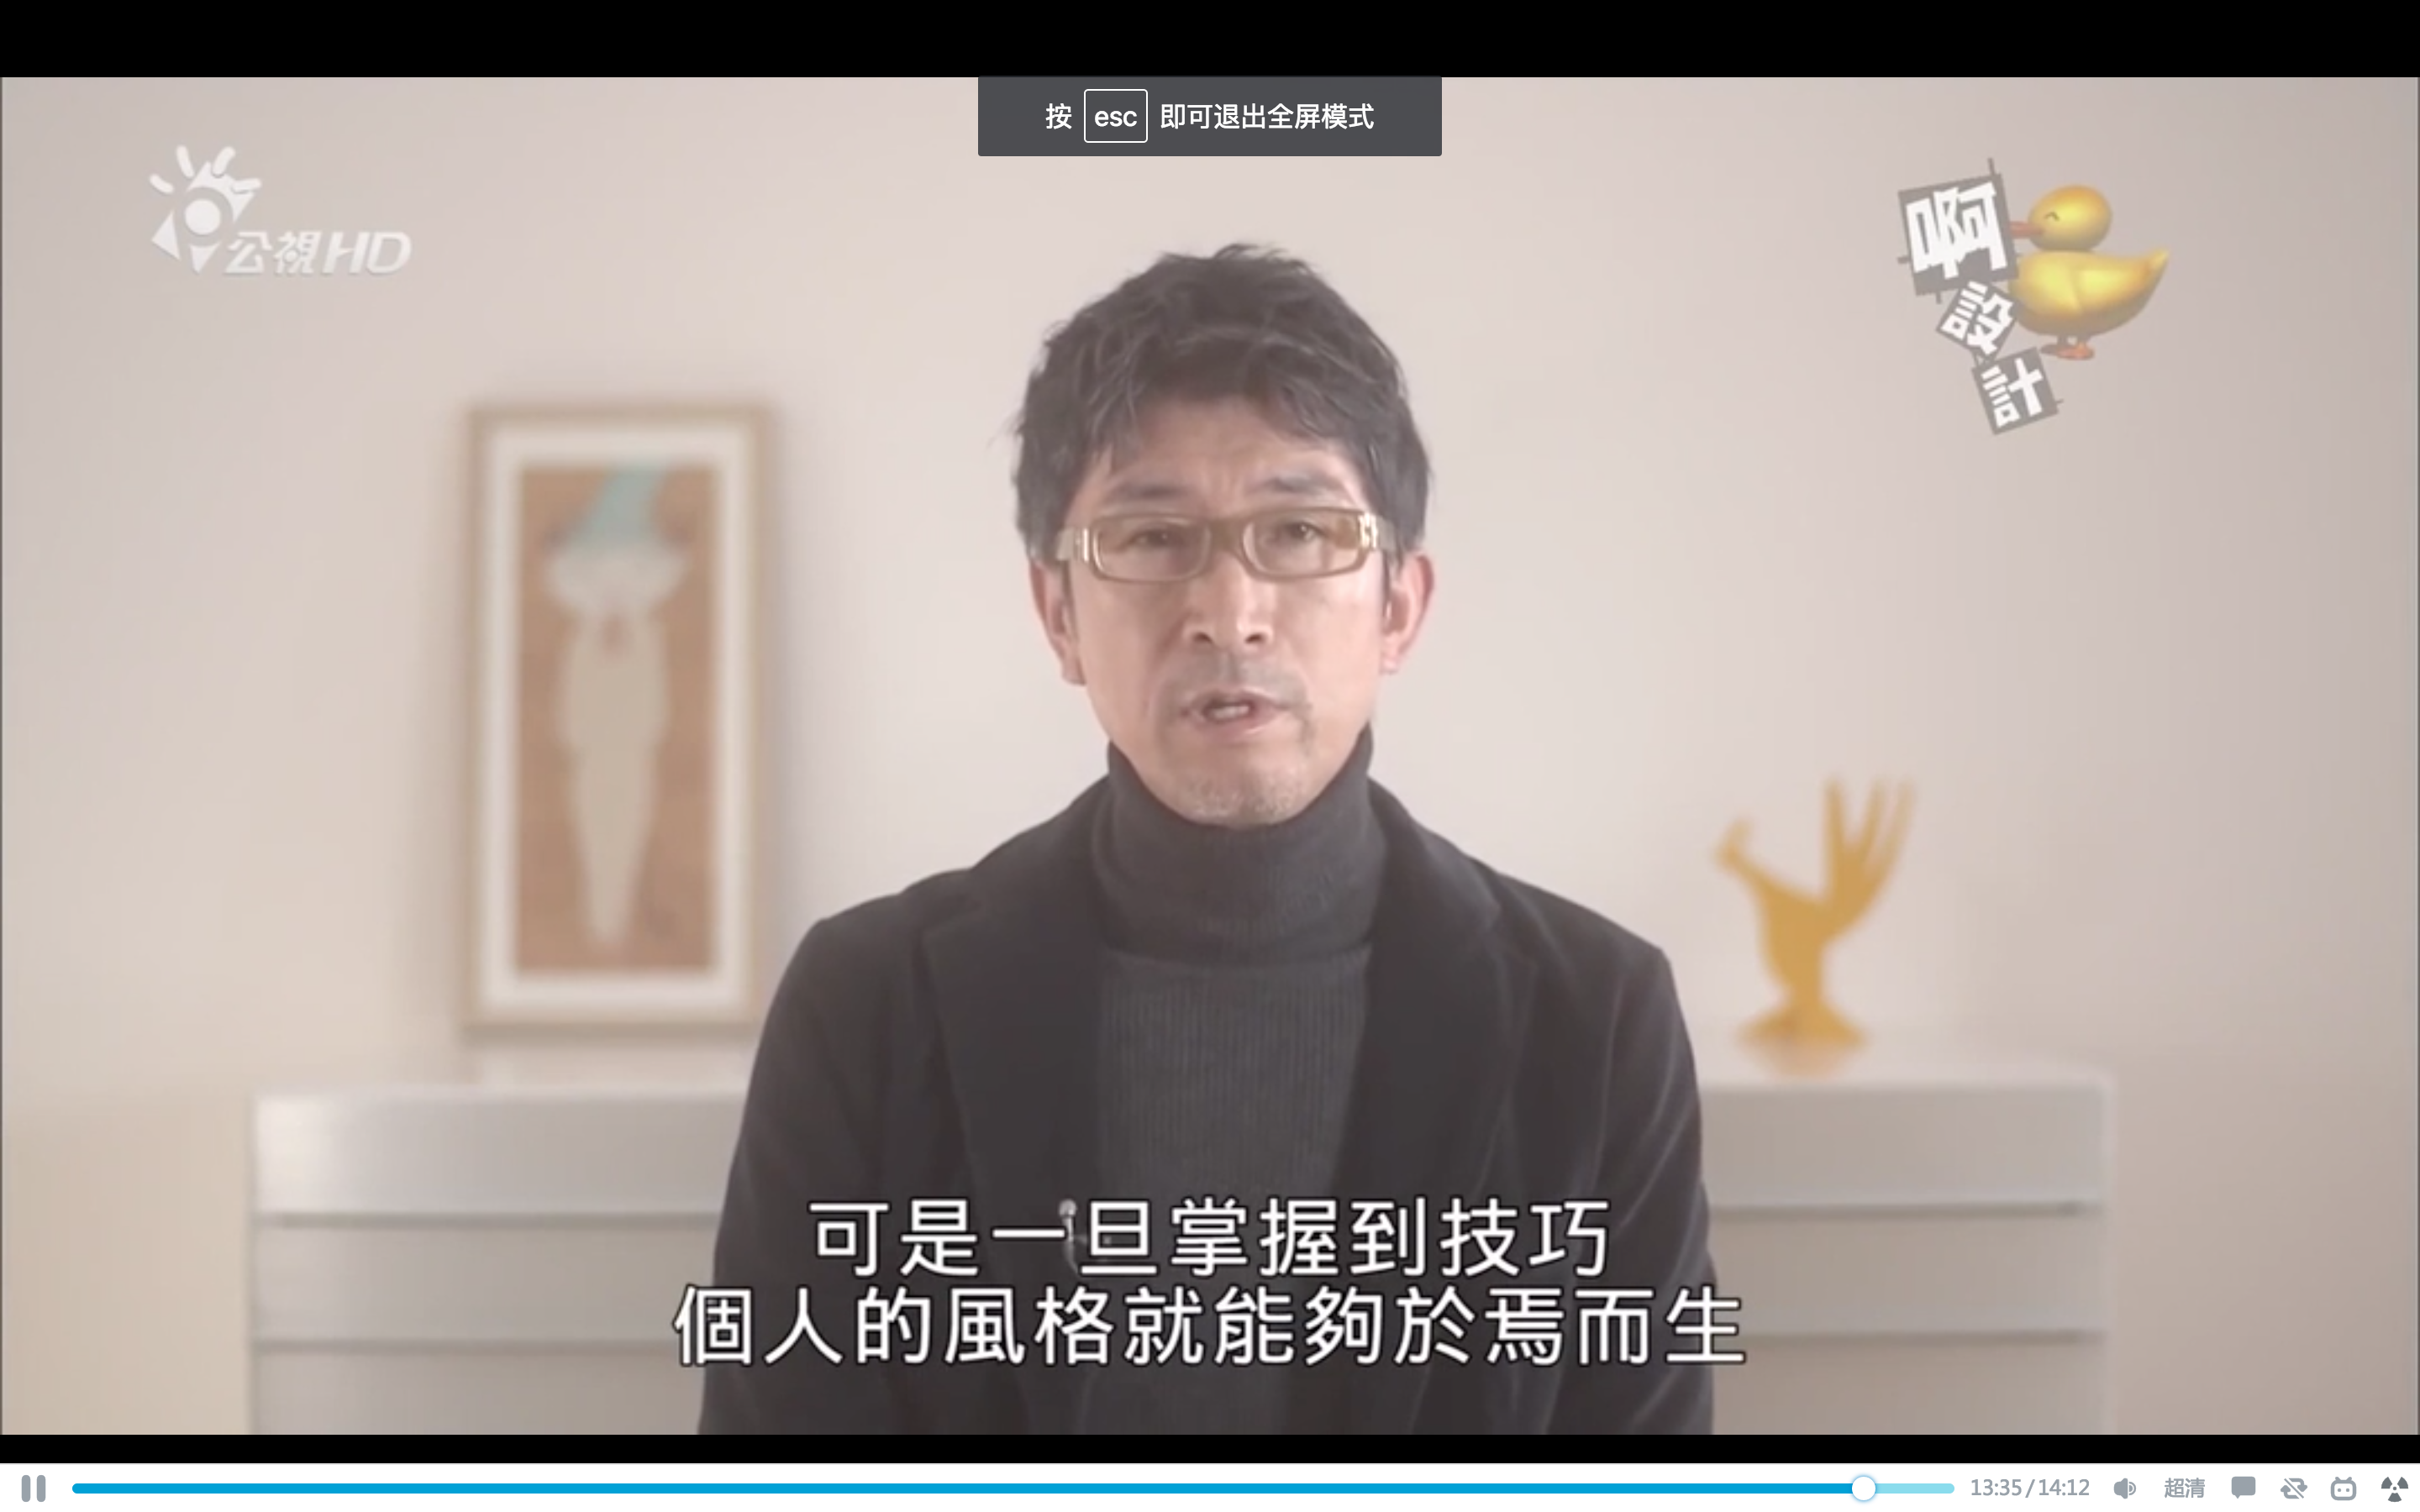 按 esc 即可退出全屏模式
公視HD
啊
設
計
可是一旦掌握到技巧
個人的風格就能夠於焉而生
13:35/14:12
超清